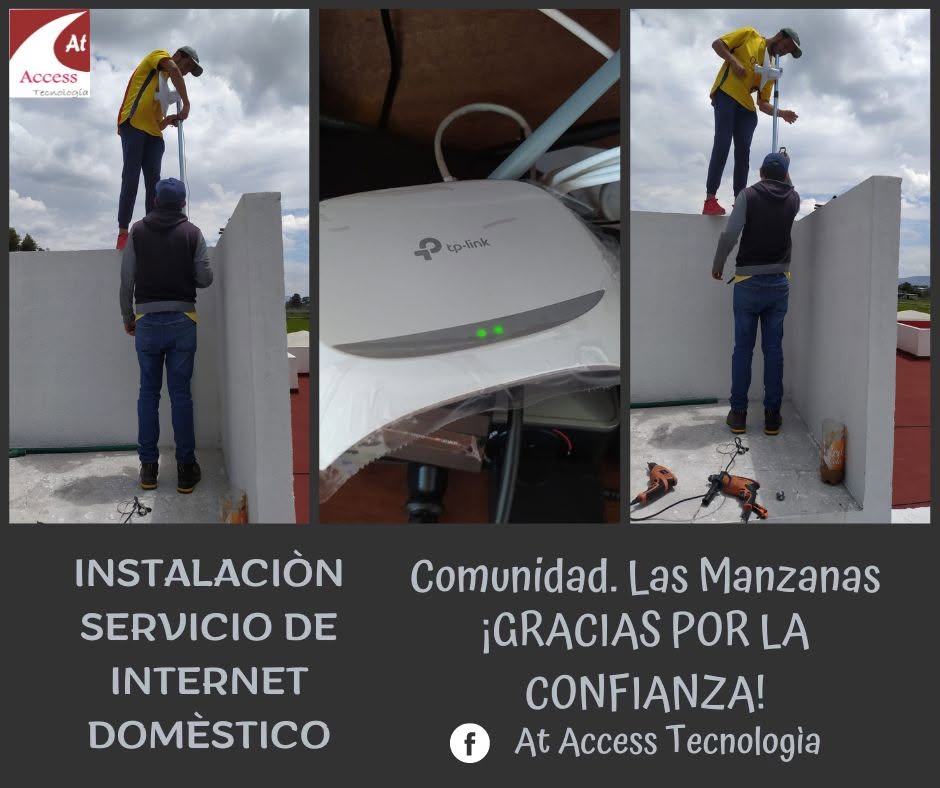 At
Access
Tecnología
tp-link
INSTALACIÒN
SERVICIO DE
INTERNET
DOMÈSTICO
Comunidad. Las Manzanas
¡GRACIAS POR LA
CONFIANZA!
f At Access Tecnologìa